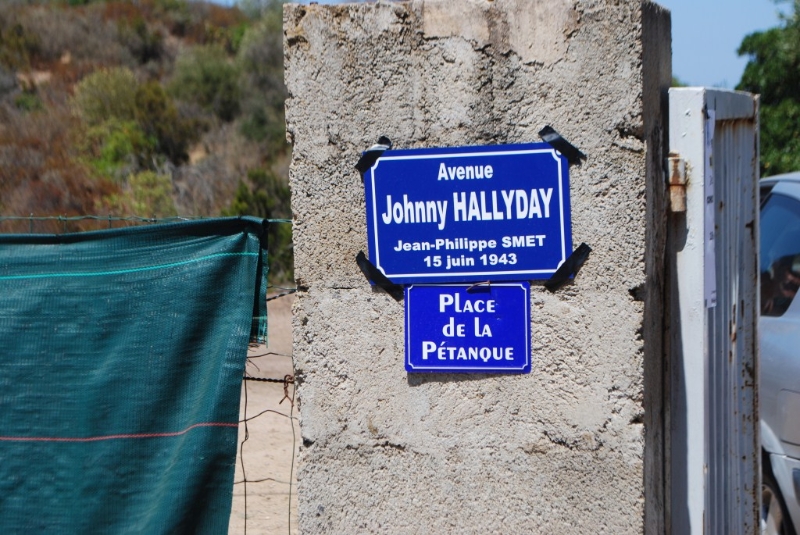 Avenue
Johnny HALLYDAY
Jean-Philippe SMET
15 juin 1943
PLACE
DE LA
PÉTANQUE